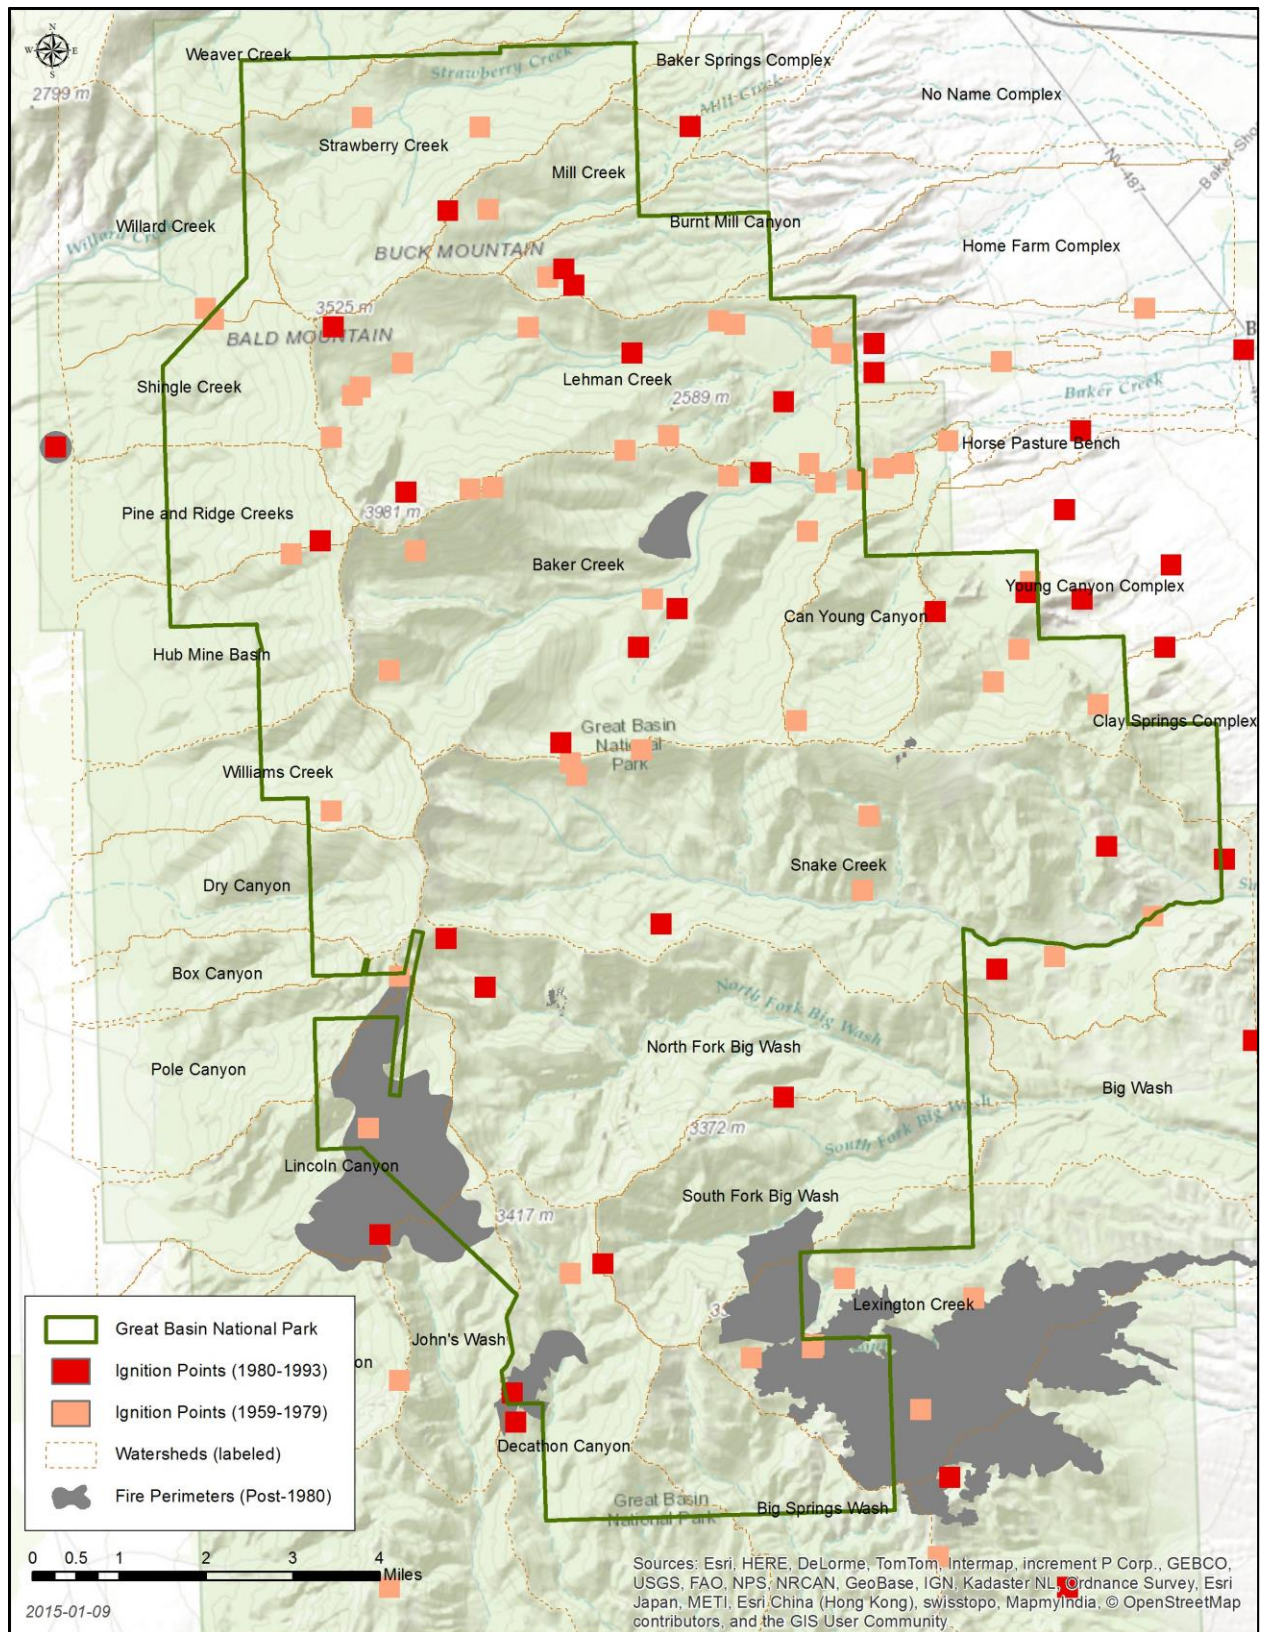 N
W
E
S
Weaver Creek
Strawberry Creek
Baker Springs Complex
2799 m
Mill Creek
No Name Complex
Strawberry Creek
NV-487
Mill Creek
Willard Creek
Burnt Mill Canyon
Home Farm Complex
BUCK MOUNTAIN
3525 m
BALD MOUNTAIN
B
Shingle Creek
Lehman Creek
Baker Creek
2589 m
Horse Pasture Bench
Pine and Ridge Creeks
3981 m
Baker Creek
Young Canyon Complex
Can Young Canyon
Hub Mine Basin
Great Basin
National
Park
Clay Springs Complex
Williams Creek
Snake Creek
Dry Canyon
Box Canyon
North Fork Big Wash
North Fork Big Wash
Pole Canyon
Big Wash
South Fork Big Wash
3372 m
Lincoln Canyon
South Fork Big Wash
3417 m
Lexington Creek
John's Wash
on
Decathon Canyon
Great Basin
National Park
Big Springs Wash
Great Basin National Park
Ignition Points (1980-1993)
Ignition Points (1959-1979)
Watersheds (labeled)
Fire Perimeters (Post-1980)
0 0.5 1 2 3 4
Miles
2015-01-09
Sources: Esri, HERE, DeLorme, TomTom, Intermap, increment P Corp., GEBCO,
USGS, FAO, NPS, NRCAN, GeoBase, IGN, Kadaster NL, Ordnance Survey, Esri
Japan, METI, Esri China (Hong Kong), swisstopo, MapmyIndia, © OpenStreetMap
contributors, and the GIS User Community